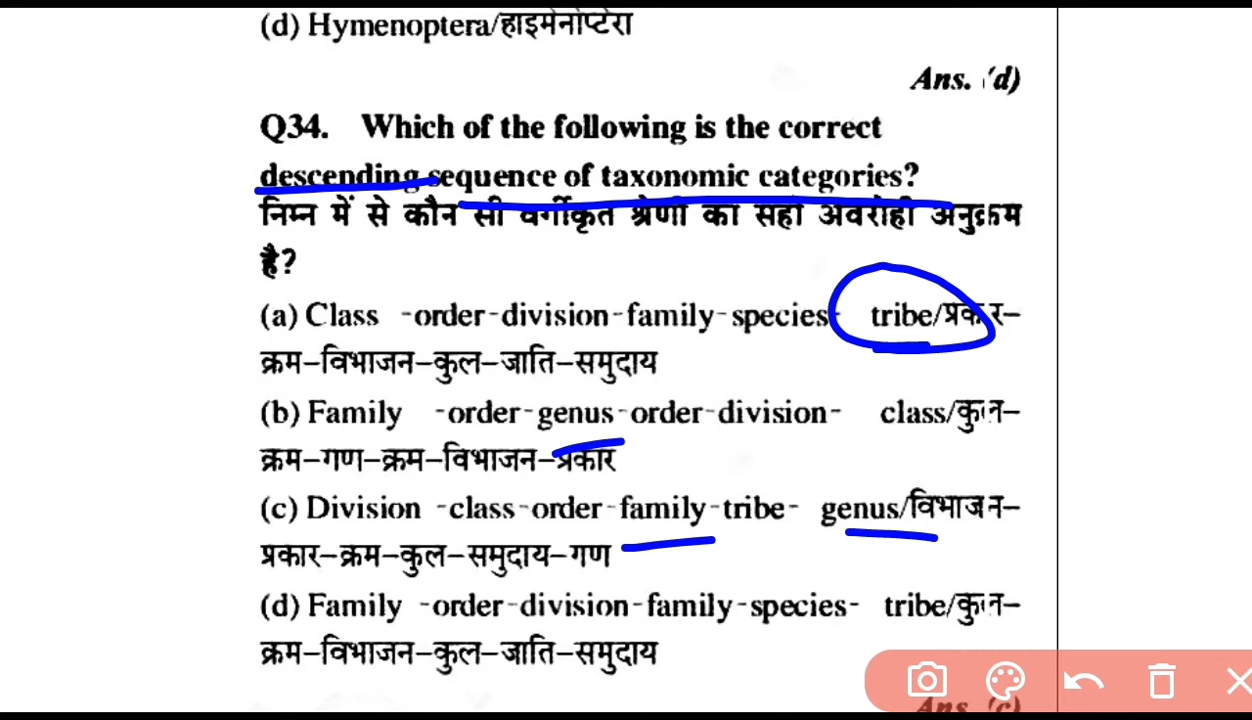 (d) Hymenoptera/हाइमेनोप्टेरा
Ans. (d)
Q34. Which of the following is the correct
descending sequence of taxonomic categories?
निम्न में से कौन सी वर्गीकृत श्रेणी का सही अवरोही अनुक्रम
है?
(a) Class -order-division-family-species- tribe/प्रकार–
क्रम–विभाजन–कुल–जाति–समुदाय
(b) Family -order-genus-order-division- class/कुल–
क्रम–गण–क्रम–विभाजन–प्रकार
(c) Division -class-order-family-tribe- genus/विभाजन–
प्रकार–क्रम–कुल–समुदाय–गण
(d) Family -order-division-family-species- tribe/कुल–
क्रम–विभाजन–कुल–जाति–समुदाय
Ans. (c)